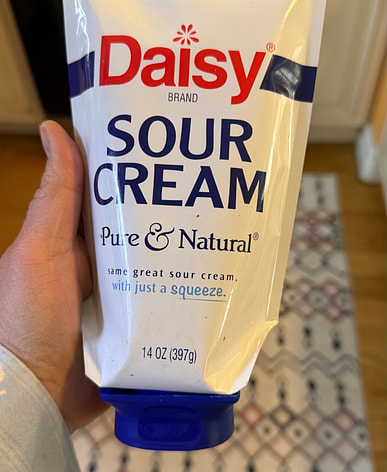 Daisy®
BRAND
SOUR
CREAM
Pure & Natural®
same great sour cream,
with just a squeeze.
14 OZ (397g)